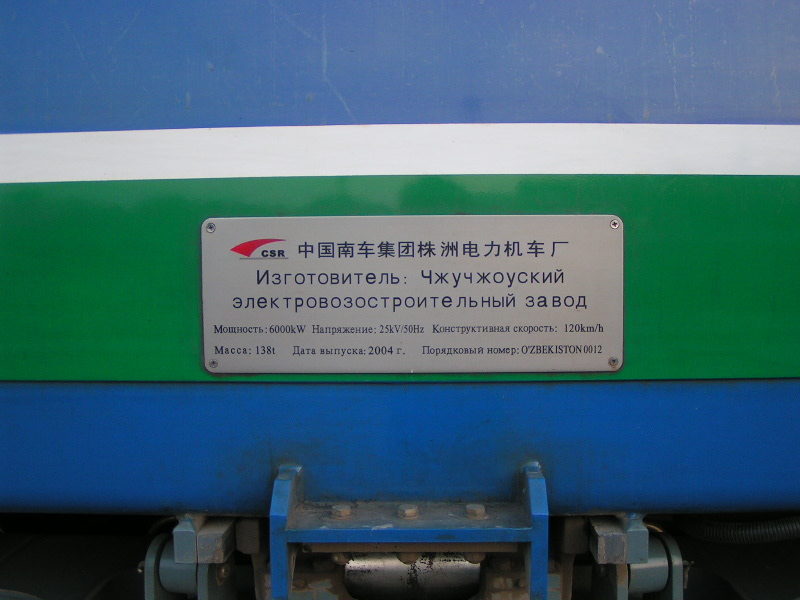 CSR 中国南车集团株洲电力机车厂
Изготовитель: Чжучжоуский
электровозостроительный завод
Мощность: 6000kW Напряжение: 25kV/50Hz Конструктивная скорость: 120km/h
Масса: 138t Дата выпуска: 2004 г. Порядковый номер: O'ZBEKISTON 0012